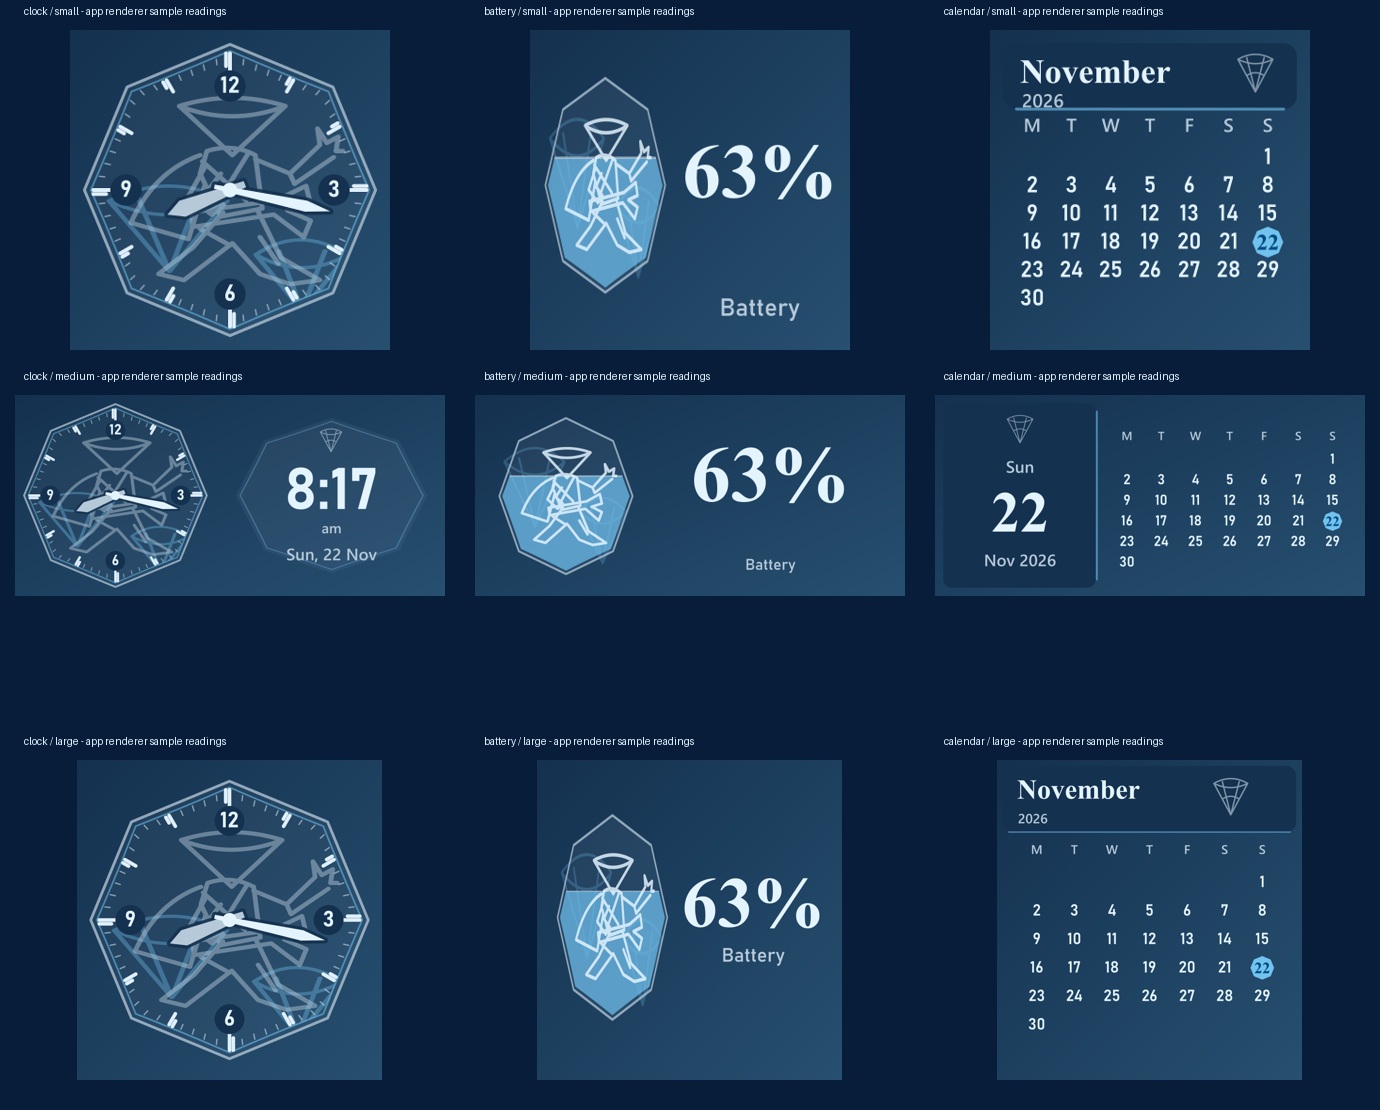 clock / small - app renderer sample readings
12
9
3
6
battery / small - app renderer sample readings
63%
Battery
calendar / small - app renderer sample readings
November
2026
M T W T F S S
1
2 3 4 5 6 7 8
9 10 11 12 13 14 15
16 17 18 19 20 21 22
23 24 25 26 27 28 29
30
clock / medium - app renderer sample readings
12
9
3
6
8:17
am
Sun, 22 Nov
battery / medium - app renderer sample readings
63%
Battery
calendar / medium - app renderer sample readings
Sun
22
Nov 2026
M T W T F S S
1
2 3 4 5 6 7 8
9 10 11 12 13 14 15
16 17 18 19 20 21 22
23 24 25 26 27 28 29
30
clock / large - app renderer sample readings
12
9
3
6
battery / large - app renderer sample readings
63%
Battery
calendar / large - app renderer sample readings
November
2026
M T W T F S S
1
2 3 4 5 6 7 8
9 10 11 12 13 14 15
16 17 18 19 20 21 22
23 24 25 26 27 28 29
30